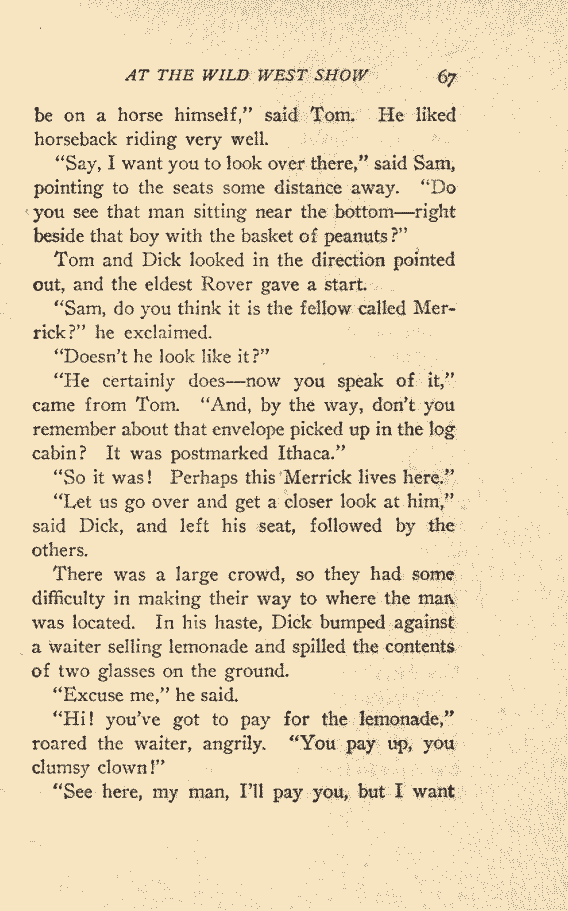 AT THE WILD WEST SHOW 67
be on a horse himself,” said Tom. He liked
horseback riding very well.
“Say, I want you to look over there,” said Sam,
pointing to the seats some distance away. “Do
you see that man sitting near the bottom—right
beside that boy with the basket of peanuts?”
Tom and Dick looked in the direction pointed
out, and the eldest Rover gave a start.
“Sam, do you think it is the fellow called Mer-
rick?” he exclaimed.
“Doesn’t he look like it?”
“He certainly does—now you speak of it,”
came from Tom. “And, by the way, don’t you
remember about that envelope picked up in the log
cabin? It was postmarked Ithaca.”
“So it was! Perhaps this Merrick lives here.”
“Let us go over and get a closer look at him,”
said Dick, and left his seat, followed by the
others.
There was a large crowd, so they had some
difficulty in making their way to where the man
was located. In his haste, Dick bumped against
a waiter selling lemonade and spilled the contents
of two glasses on the ground.
“Excuse me,” he said.
“Hi! you’ve got to pay for the lemonade,”
roared the waiter, angrily. “You pay up, you
clumsy clown!”
“See here, my man, I’ll pay you, but I want